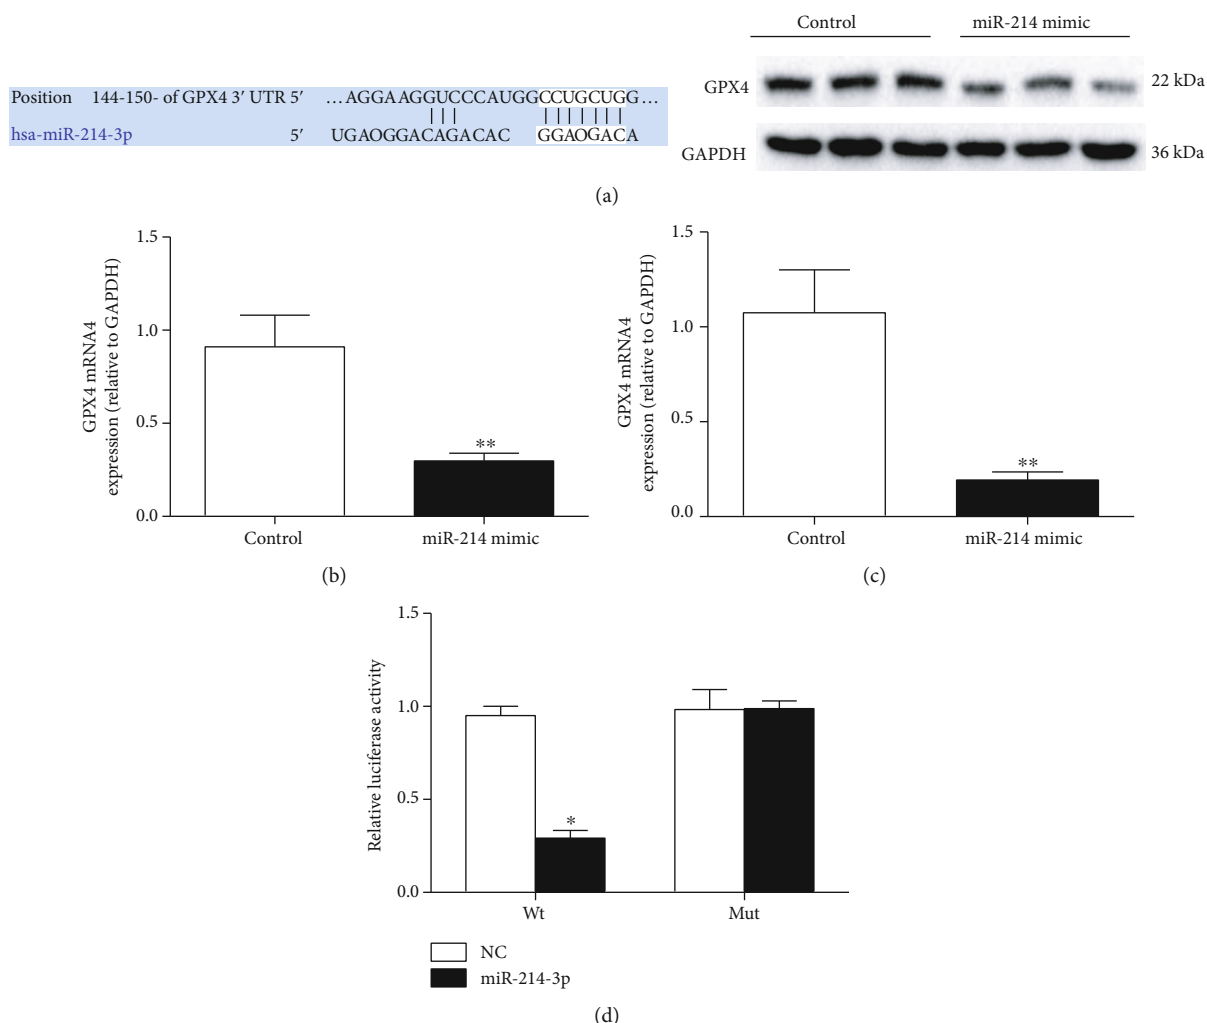 Position 144-150- of GPX4 3′ UTR 5′ ...AGGAAGGUCCCAUGGCCUGCUGG...
hsa-miR-214-3p 5′ UGAOGGACAGACAC GGAOGACA
Control miR-214 mimic
GPX4 22 kDa
GAPDH 36 kDa
(a)
GPX4 mRNA4
expression (relative to GAPDH)
1.5
1.0
0.5
0.0
**
Control miR-214 mimic
(b)
GPX4 mRNA4
expression (relative to GAPDH)
1.5
1.0
0.5
0.0
**
Control miR-214 mimic
(c)
Relative luciferase activity
1.5
1.0
0.5
0.0
*
Wt Mut
NC
miR-214-3p
(d)